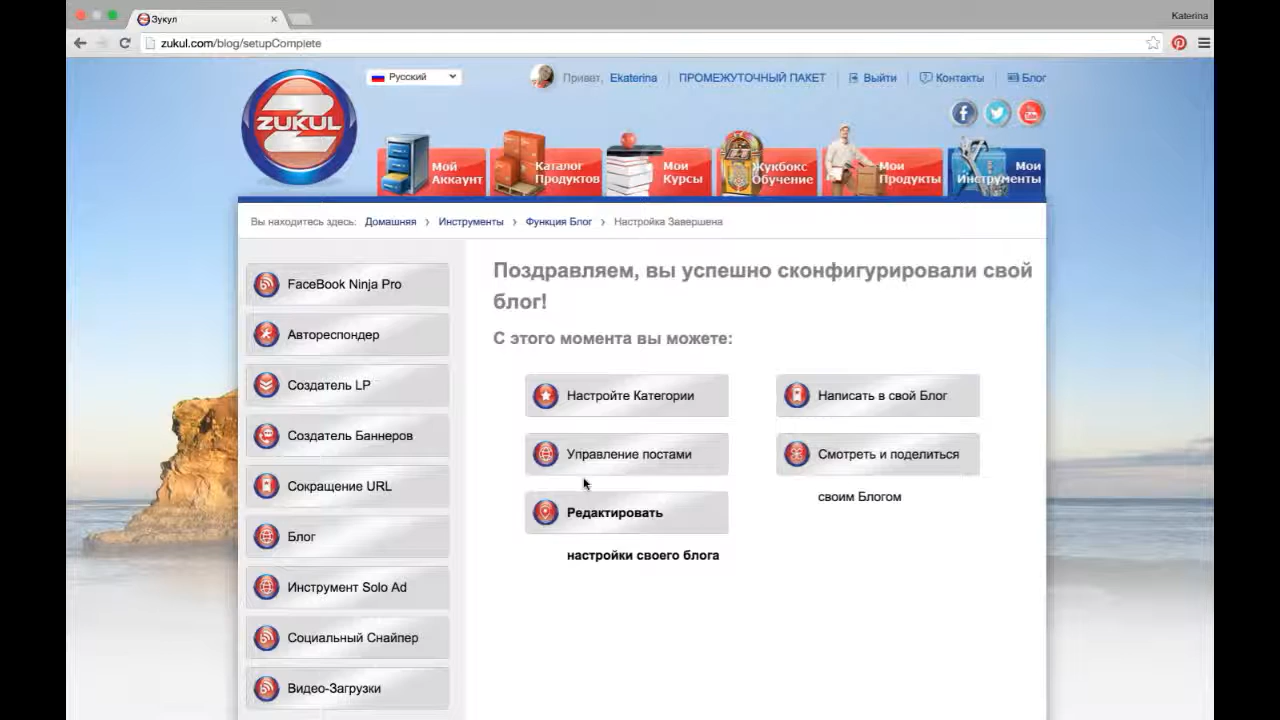 Зукул
Katerina
zukul.com/blog/setupComplete
Русский
Привет, Ekaterina
ПРОМЕЖУТОЧНЫЙ ПАКЕТ
Выйти
Контакты
Блог
ZUKUL
Мой
Аккаунт
Каталог
Продуктов
Мои
Курсы
Жукбокс
Обучение
Мои
Продукты
Мои
Инструменты
Вы находитесь здесь: Домашняя › Инструменты › Функция Блог › Настройка Завершена
FaceBook Ninja Pro
Автореспондер
Создатель LP
Создатель Баннеров
Сокращение URL
Блог
Инструмент Solo Ad
Социальный Снайпер
Видео-Загрузки
Поздравляем, вы успешно сконфигурировали свой
блог!
С этого момента вы можете:
Настройте Категории
Написать в свой Блог
Управление постами
Смотреть и поделиться
своим Блогом
Редактировать
настройки своего блога